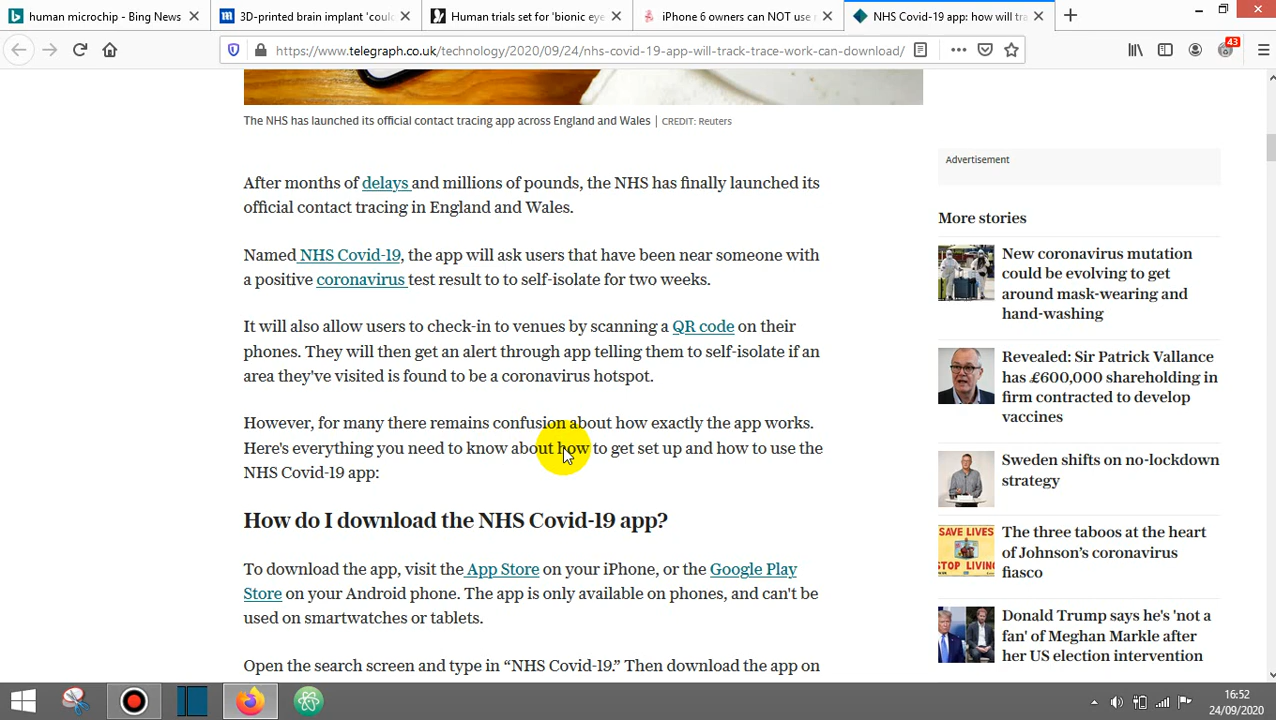 human microchip - Bing News
3D-printed brain implant 'coul
Human trials set for 'bionic eye
iPhone 6 owners can NOT use
NHS Covid-19 app: how will tra
https://www.telegraph.co.uk/technology/2020/09/24/nhs-covid-19-app-will-track-trace-work-can-download/
43
The NHS has launched its official contact tracing app across England and Wales | CREDIT: Reuters
After months of delays and millions of pounds, the NHS has finally launched its
official contact tracing in England and Wales.
Named NHS Covid-19, the app will ask users that have been near someone with
a positive coronavirus test result to to self-isolate for two weeks.
It will also allow users to check-in to venues by scanning a QR code on their
phones. They will then get an alert through app telling them to self-isolate if an
area they've visited is found to be a coronavirus hotspot.
However, for many there remains confusion about how exactly the app works.
Here's everything you need to know about how to get set up and how to use the
NHS Covid-19 app:
How do I download the NHS Covid-19 app?
To download the app, visit the App Store on your iPhone, or the Google Play
Store on your Android phone. The app is only available on phones, and can't be
used on smartwatches or tablets.
Open the search screen and type in “NHS Covid-19.” Then download the app on
Advertisement
More stories
New coronavirus mutation
could be evolving to get
around mask-wearing and
hand-washing
Revealed: Sir Patrick Vallance
has £600,000 shareholding in
firm contracted to develop
vaccines
Sweden shifts on no-lockdown
strategy
SAVE LIVES
STOP LIVING
The three taboos at the heart
of Johnson’s coronavirus
fiasco
Donald Trump says he's 'not a
fan' of Meghan Markle after
her US election intervention
16:52
24/09/2020